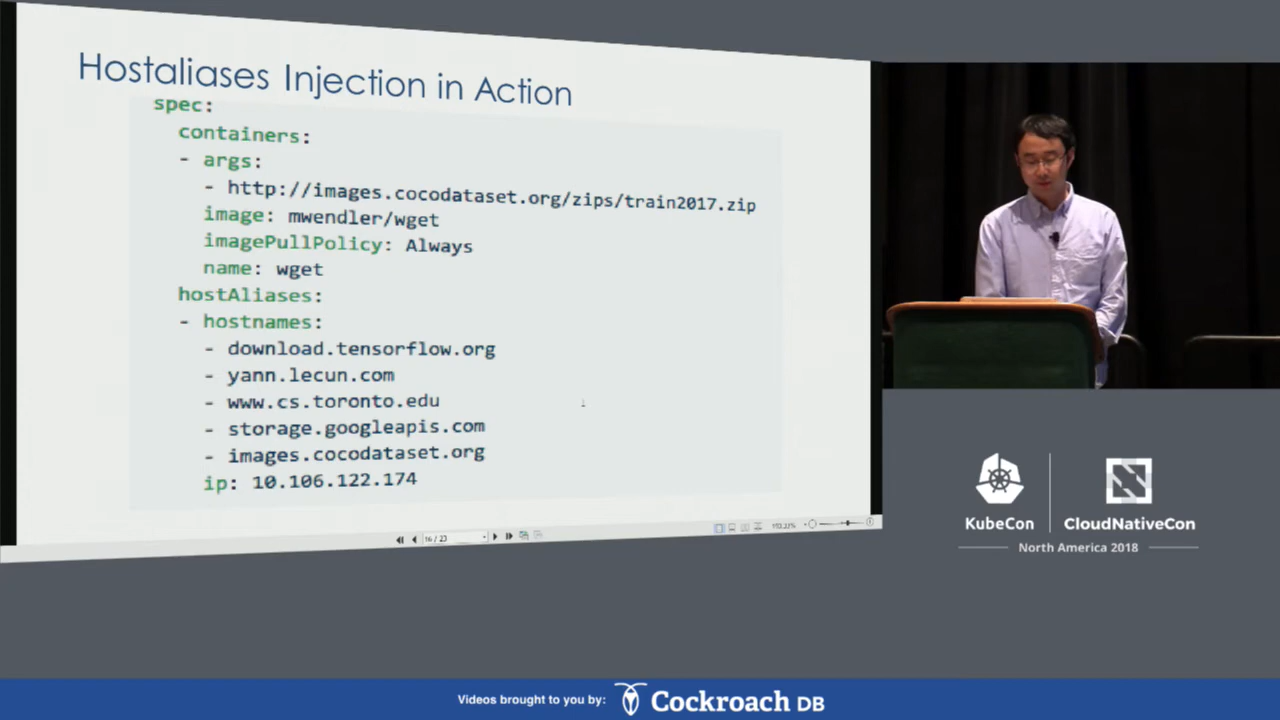 Hostaliases Injection in Action
spec:
containers:
- args:
- http://images.cocodataset.org/zips/train2017.zip
image: mwendler/wget
imagePullPolicy: Always
name: wget
hostAliases:
- hostnames:
- download.tensorflow.org
- yann.lecun.com
- www.cs.toronto.edu
- storage.googleapis.com
- images.cocodataset.org
ip: 10.106.122.174
16 / 23
KubeCon
CloudNativeCon
North America 2018
Videos brought to you by:
Cockroach DB